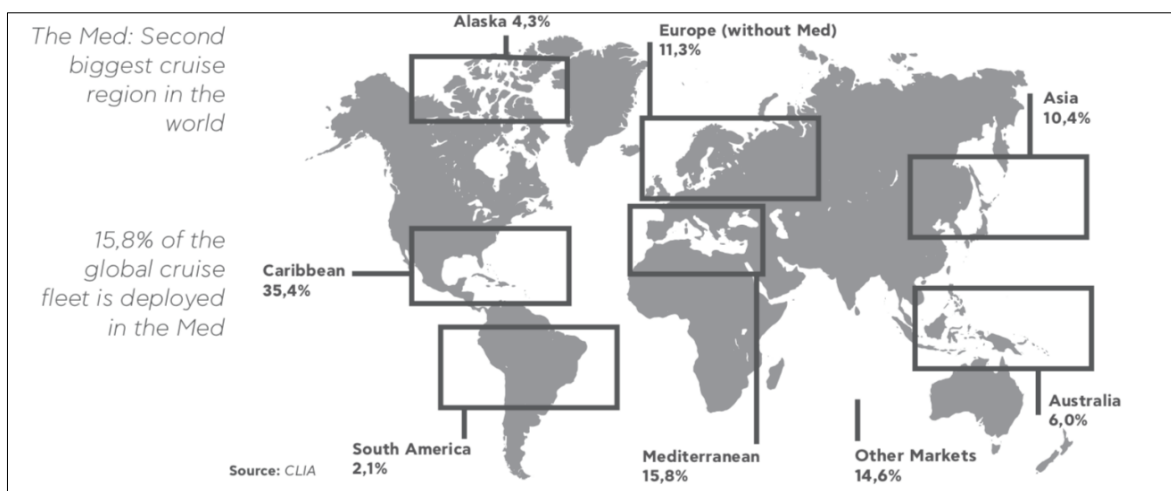 The Med: Second
biggest cruise
region in the
world
15,8% of the
global cruise
fleet is deployed
in the Med
Alaska 4,3%
Europe (without Med)
11,3%
Asia
10,4%
Caribbean
35,4%
South America
2,1%
Mediterranean
15,8%
Other Markets
14,6%
Australia
6,0%
Source: CLIA